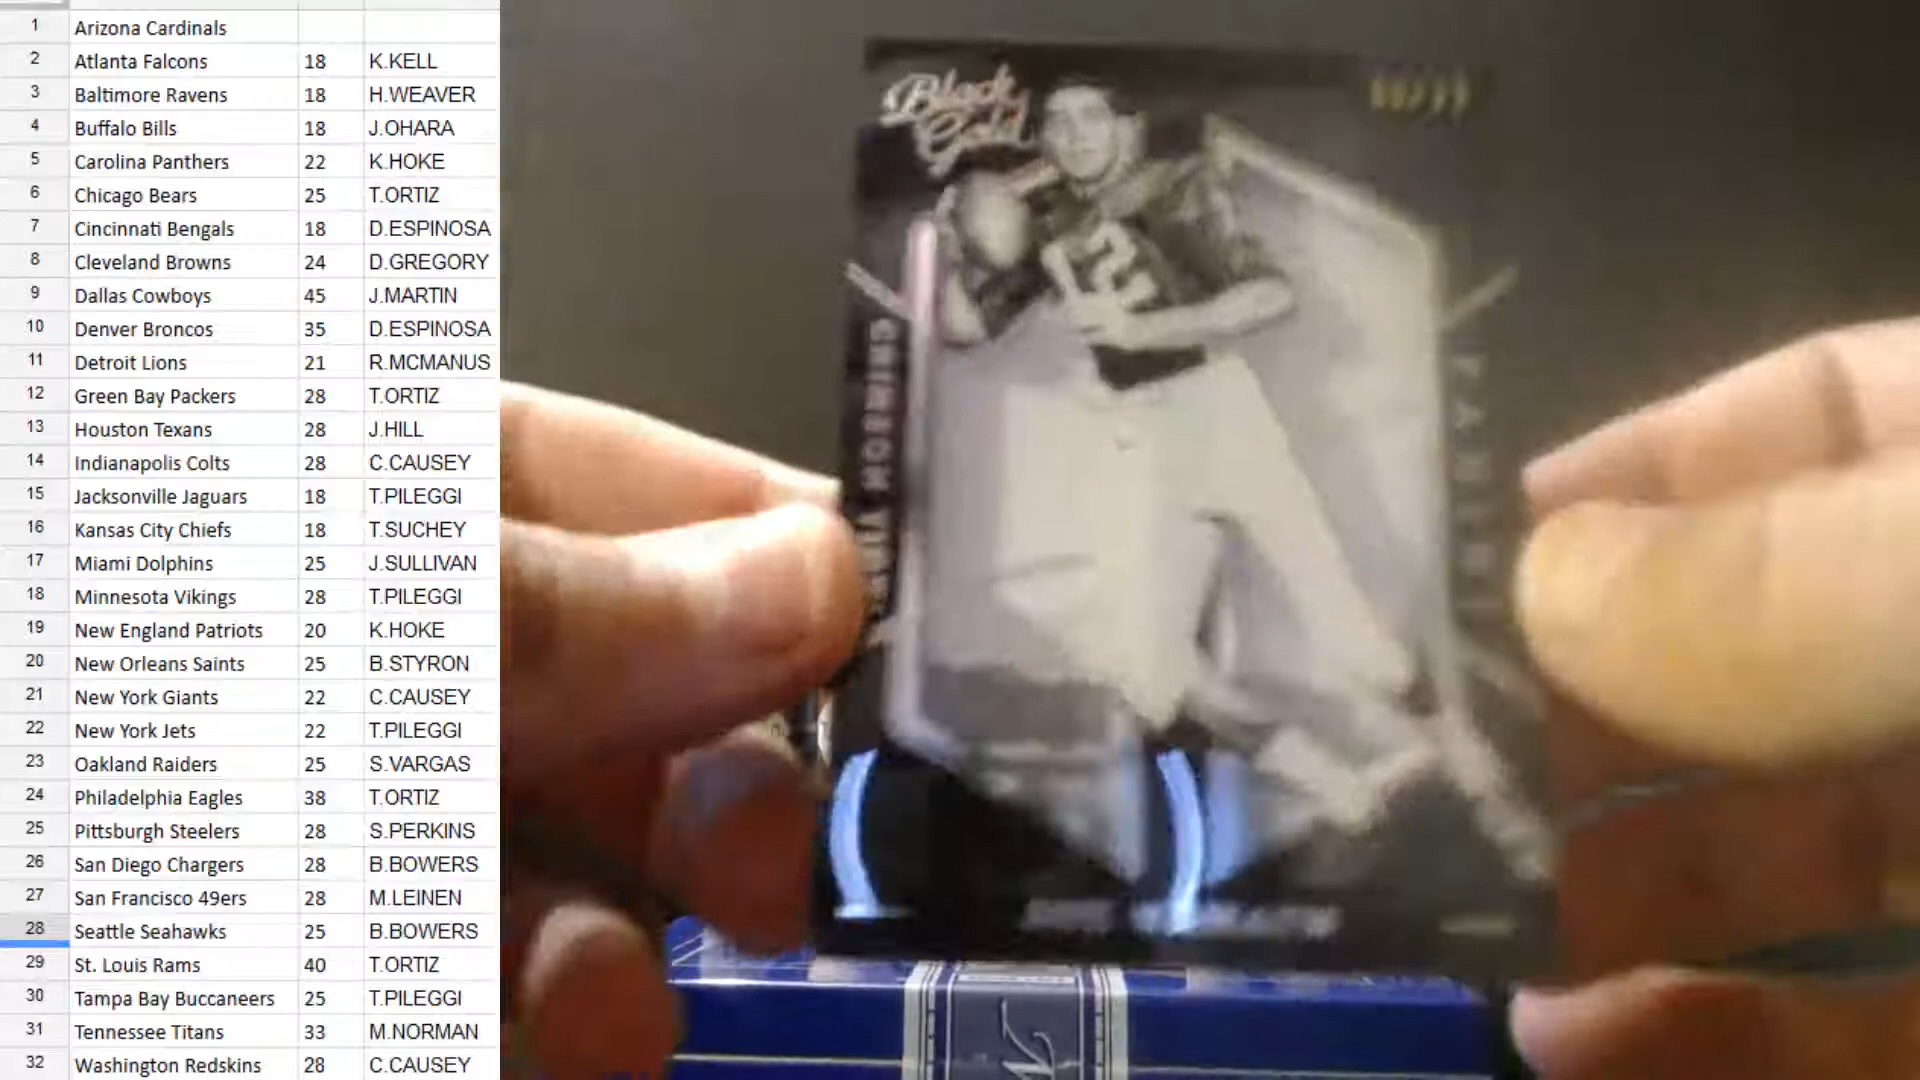 1 Arizona Cardinals
2 Atlanta Falcons 18 K.KELL
3 Baltimore Ravens 18 H.WEAVER
4 Buffalo Bills 18 J.OHARA
5 Carolina Panthers 22 K.HOKE
6 Chicago Bears 25 T.ORTIZ
7 Cincinnati Bengals 18 D.ESPINOSA
8 Cleveland Browns 24 D.GREGORY
9 Dallas Cowboys 45 J.MARTIN
10 Denver Broncos 35 D.ESPINOSA
11 Detroit Lions 21 R.MCMANUS
12 Green Bay Packers 28 T.ORTIZ
13 Houston Texans 28 J.HILL
14 Indianapolis Colts 28 C.CAUSEY
15 Jacksonville Jaguars 18 T.PILEGGI
16 Kansas City Chiefs 18 T.SUCHEY
17 Miami Dolphins 25 J.SULLIVAN
18 Minnesota Vikings 28 T.PILEGGI
19 New England Patriots 20 K.HOKE
20 New Orleans Saints 25 B.STYRON
21 New York Giants 22 C.CAUSEY
22 New York Jets 22 T.PILEGGI
23 Oakland Raiders 25 S.VARGAS
24 Philadelphia Eagles 38 T.ORTIZ
25 Pittsburgh Steelers 28 S.PERKINS
26 San Diego Chargers 28 B.BOWERS
27 San Francisco 49ers 28 M.LEINEN
28 Seattle Seahawks 25 B.BOWERS
29 St. Louis Rams 40 T.ORTIZ
30 Tampa Bay Buccaneers 25 T.PILEGGI
31 Tennessee Titans 33 M.NORMAN
32 Washington Redskins 28 C.CAUSEY
Black
Gold
12
CRIMSON